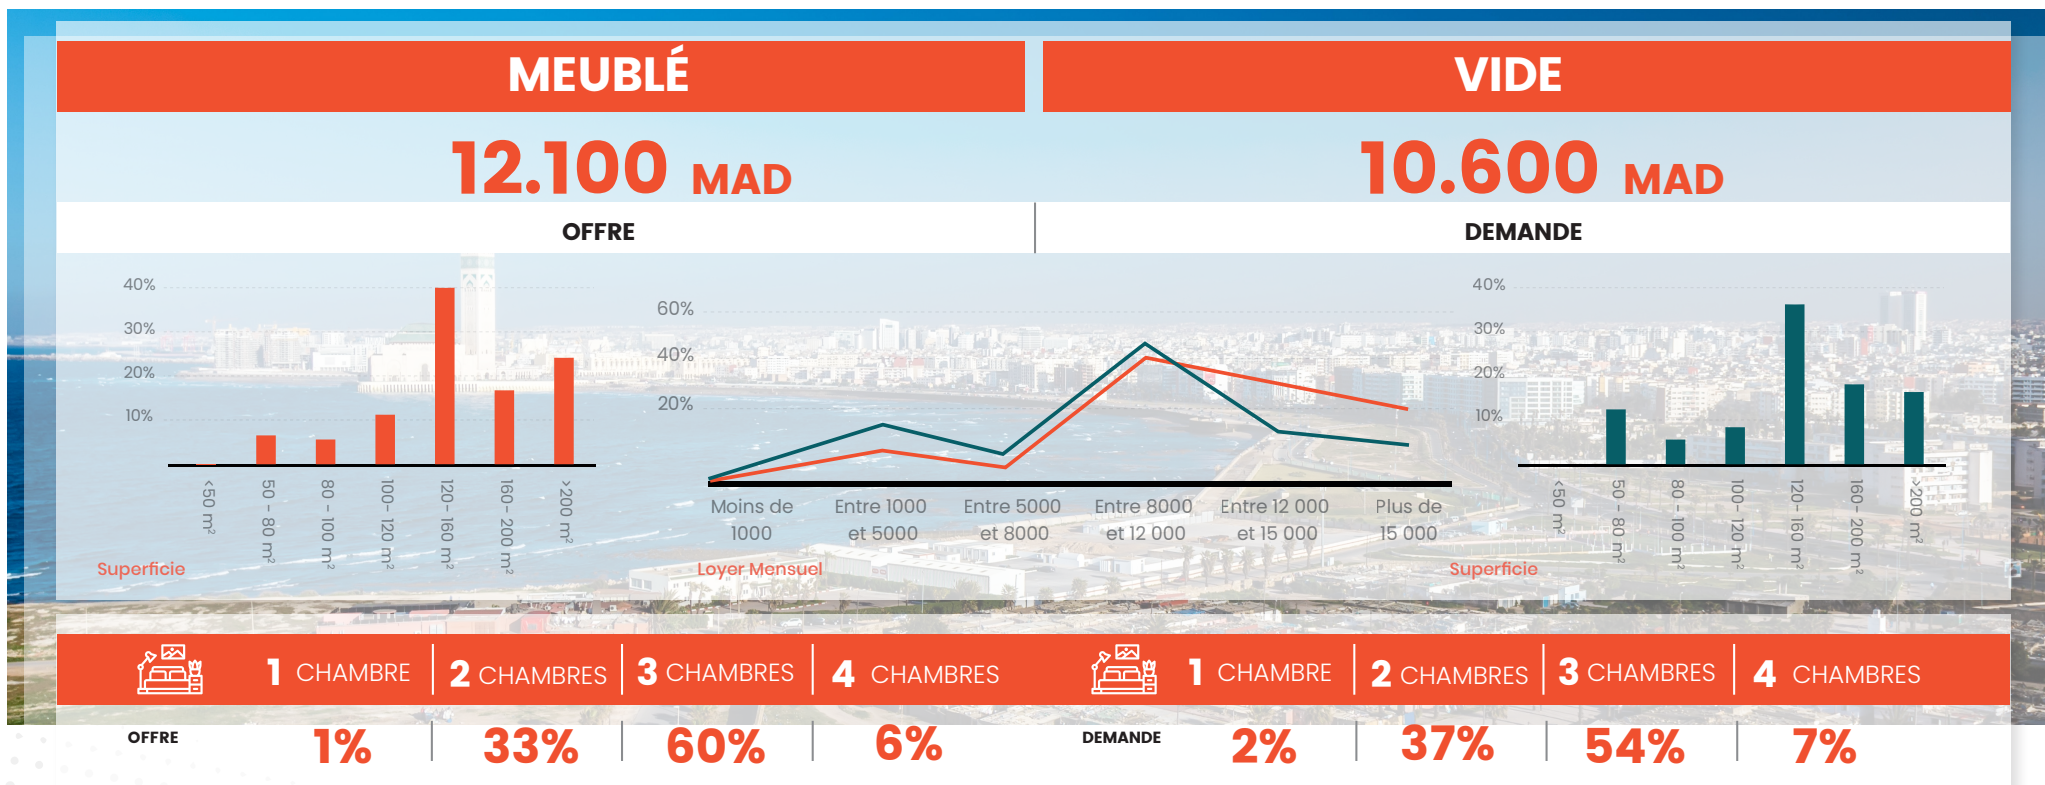 MEUBLÉ
VIDE
12.100 MAD
10.600 MAD
OFFRE
DEMANDE
40%
30%
20%
10%
<50 m²
50 - 80 m²
80 - 100 m²
100 - 120 m²
120 - 160 m²
160 - 200 m²
>200 m²
Superficie
60%
40%
20%
Moins de
1000
Entre 1000
et 5000
Entre 5000
et 8000
Entre 8000
et 12 000
Entre 12 000
et 15 000
Plus de
15 000
Loyer Mensuel
40%
30%
20%
10%
<50 m²
50 - 80 m²
80 - 100 m²
100 - 120 m²
120 - 160 m²
160 - 200 m²
>200 m²
Superficie
1 CHAMBRE
2 CHAMBRES
3 CHAMBRES
4 CHAMBRES
1 CHAMBRE
2 CHAMBRES
3 CHAMBRES
4 CHAMBRES
OFFRE
1%
33%
60%
6%
DEMANDE
2%
37%
54%
7%